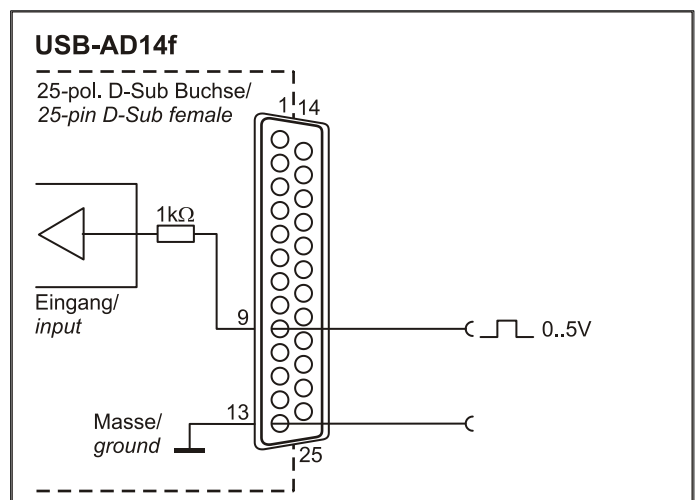 USB-AD14f
25-pol. D-Sub Buchse/
25-pin D-Sub female
1 14
1kΩ
Eingang/
input
9
0..5V
13
Masse/
ground
25